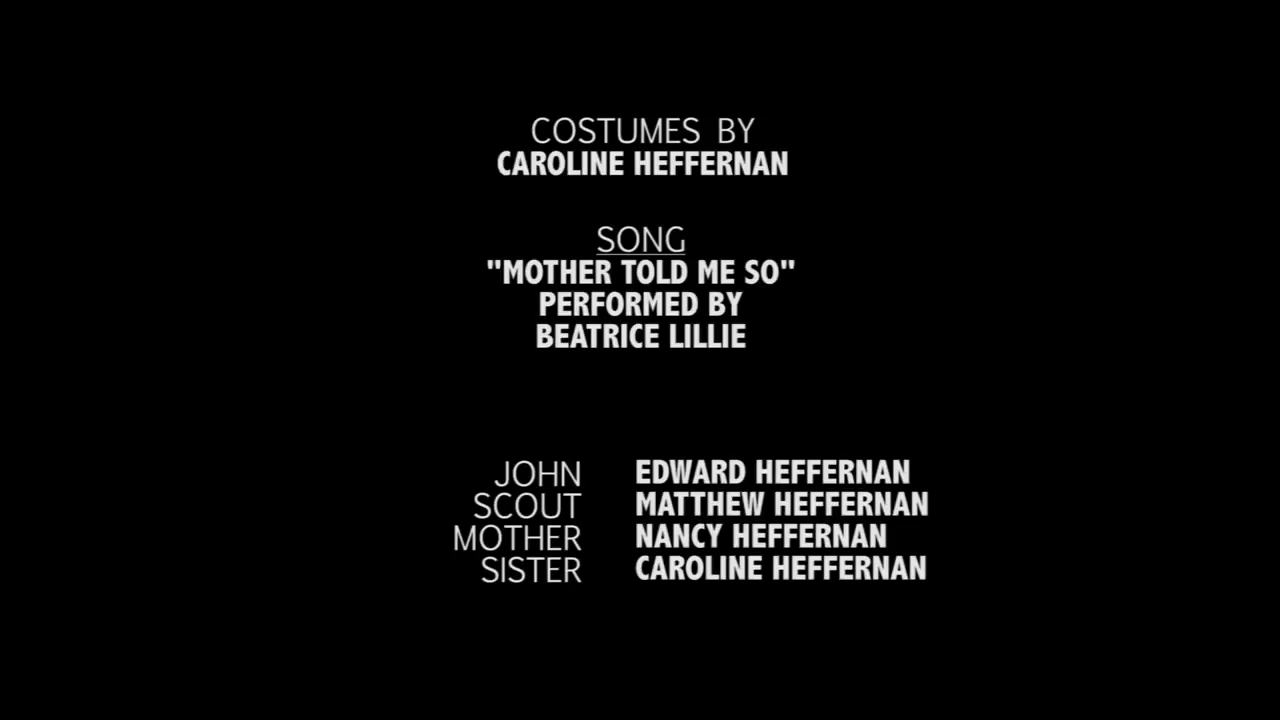 COSTUMES BY
CAROLINE HEFFERNAN
SONG
"MOTHER TOLD ME SO"
PERFORMED BY
BEATRICE LILLIE
JOHN EDWARD HEFFERNAN
SCOUT MATTHEW HEFFERNAN
MOTHER NANCY HEFFERNAN
SISTER CAROLINE HEFFERNAN